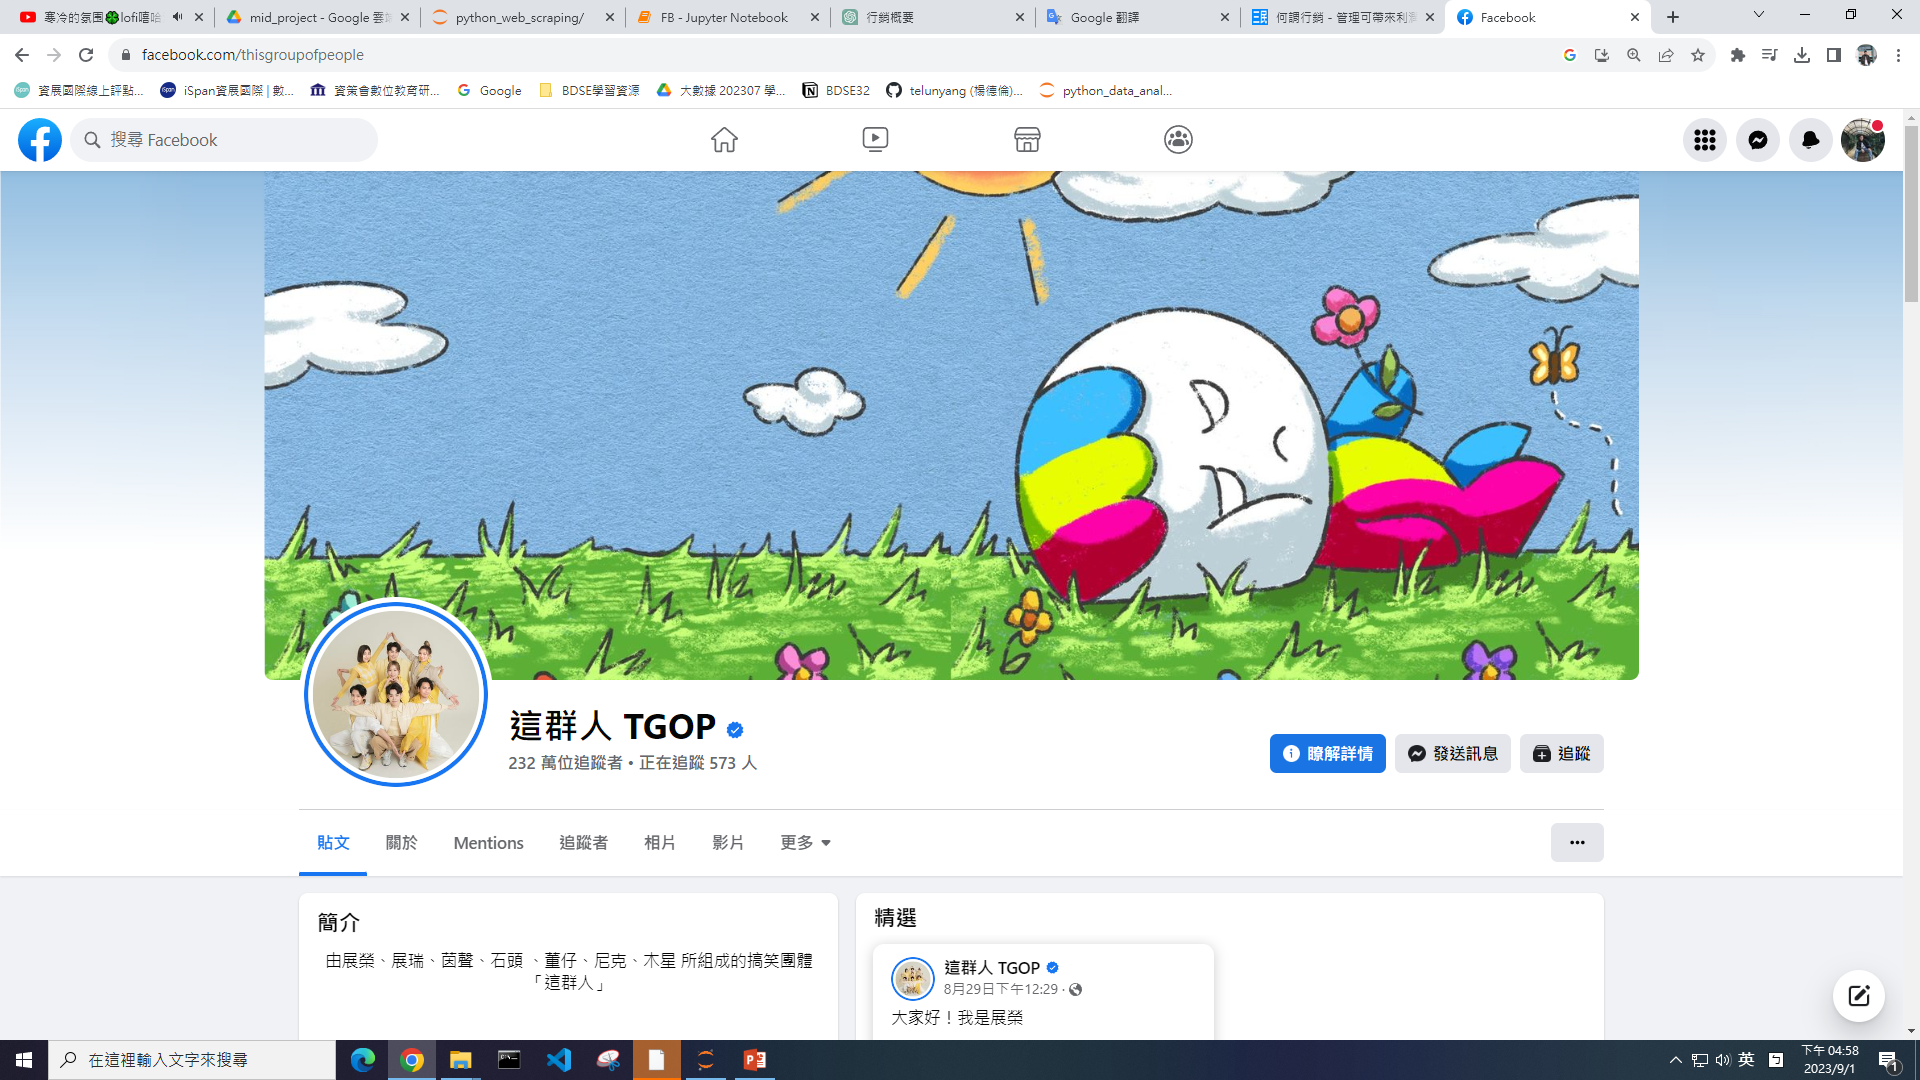 寒冷的氛圍🍀lofi嘻哈
mid_project - Google 雲
python_web_scraping/
FB - Jupyter Notebook
行銷概要
Google 翻譯
何謂行銷 - 管理可帶來利
Facebook
facebook.com/thisgroupofpeople
資展國際線上評點...
iSpan資展國際 | 數...
資策會數位教育研...
Google
BDSE學習資源
大數據 202307 學...
BDSE32
telunyang (楊德倫)...
python_data_anal...
搜尋 Facebook
這群人 TGOP
232 萬位追蹤者 • 正在追蹤 573 人
瞭解詳情
發送訊息
追蹤
貼文
關於
Mentions
追蹤者
相片
影片
更多
簡介
由展榮、展瑞、茵聲、石頭 、董仔、尼克、木星 所組成的搞笑團體
「這群人」
精選
這群人 TGOP
8月29日下午12:29 ·
大家好！我是展榮
在這裡輸入文字來搜尋
英
下午 04:58
2023/9/1
1